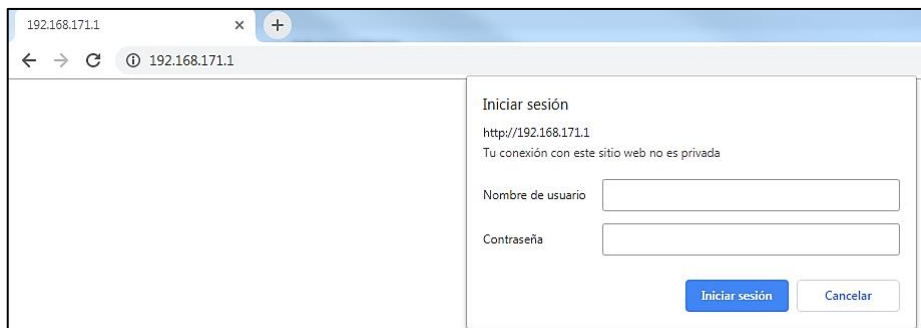 192.168.171.1
192.168.171.1
Iniciar sesión
http://192.168.171.1
Tu conexión con este sitio web no es privada
Nombre de usuario
Contraseña
Iniciar sesión Cancelar